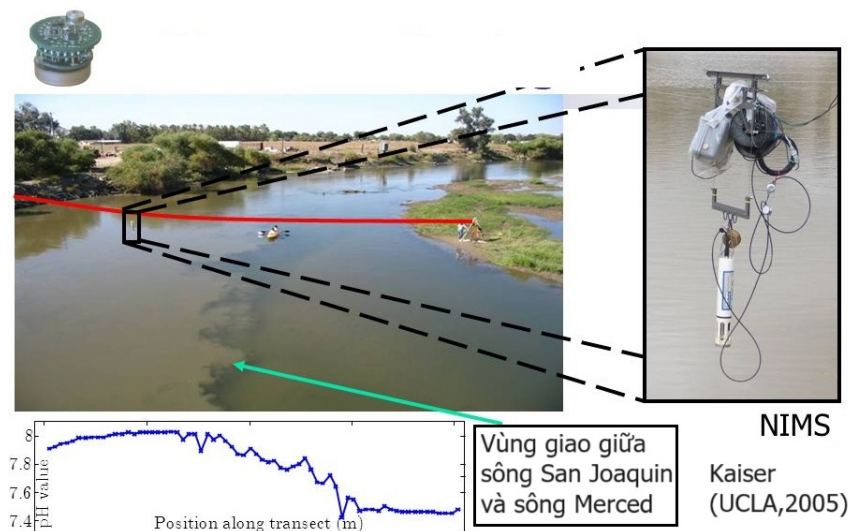 NIMS
Vùng giao giữa
sông San Joaquin
và sông Merced
Kaiser
(UCLA,2005)
8
7.8
7.6
7.4
pH value
Position along transect (m)